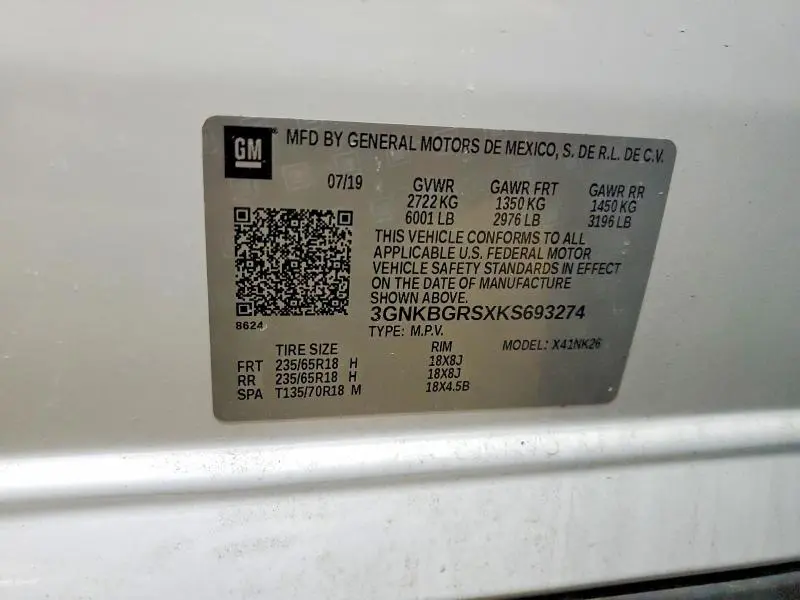 GM MFD BY GENERAL MOTORS DE MEXICO, S. DE R.L. DE C.V.
07/19 GVWR GAWR FRT GAWR RR
2722 KG 1350 KG 1450 KG
6001 LB 2976 LB 3196 LB
THIS VEHICLE CONFORMS TO ALL
APPLICABLE U.S. FEDERAL MOTOR
VEHICLE SAFETY STANDARDS IN EFFECT
ON THE DATE OF MANUFACTURE
SHOWN ABOVE.
8624 3GNKBGRSXKS693274
TYPE: M.P.V. MODEL: X41NK26
TIRE SIZE RIM
FRT 235/65R18 H 18X8J
RR 235/65R18 H 18X8J
SPA T135/70R18 M 18X4.5B